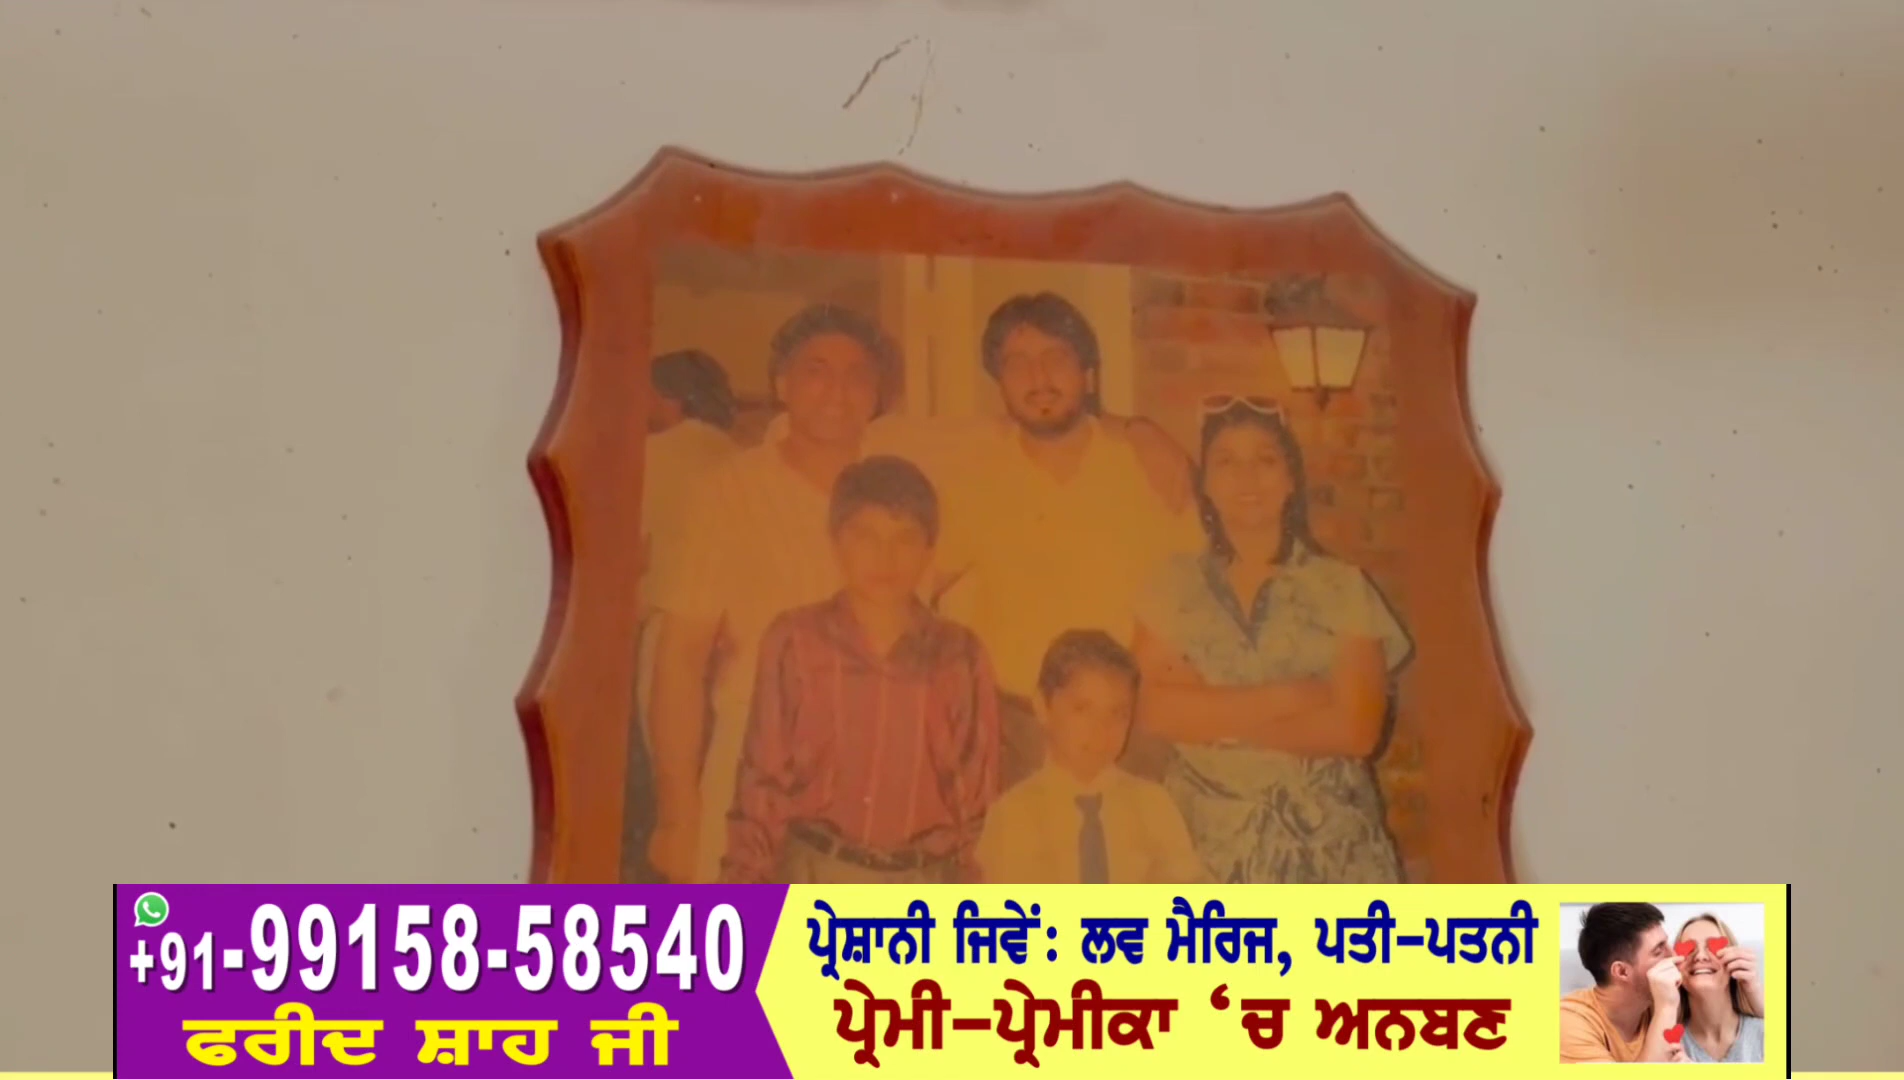 +91-99158-58540
ਫਰੀਦ ਸ਼ਾਹ ਜੀ
ਪ੍ਰੇਸ਼ਾਨੀ ਜਿਵੇਂ: ਲਵ ਮੈਰਿਜ, ਪਤੀ-ਪਤਨੀ
ਪ੍ਰੇਮੀ-ਪ੍ਰੇਮੀਕਾ ‘ਚ ਅਨਬਣ